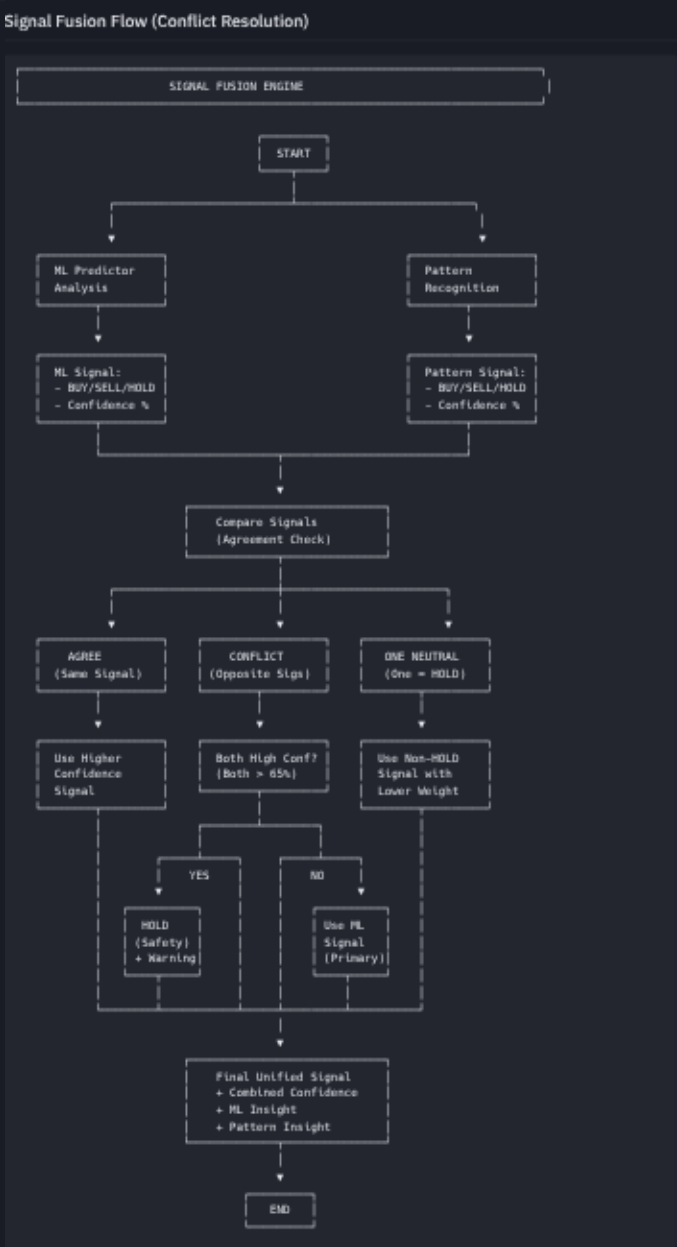 Signal Fusion Flow (Conflict Resolution)
SIGNAL FUSION ENGINE
START
ML Predictor
Analysis
Pattern
Recognition
ML Signal:
- BUY/SELL/HOLD
- Confidence %
Pattern Signal:
- BUY/SELL/HOLD
- Confidence %
Compare Signals
(Agreement Check)
AGREE
(Same Signal)
CONFLICT
(Opposite Sigs)
ONE NEUTRAL
(One = HOLD)
Use Higher
Confidence
Signal
Both High Conf?
(Both > 65%)
Use Non-HOLD
Signal with
Lower Weight
YES
NO
HOLD
(Safety)
+ Warning
Use ML
Signal
(Primary)
Final Unified Signal
+ Combined Confidence
+ ML Insight
+ Pattern Insight
END